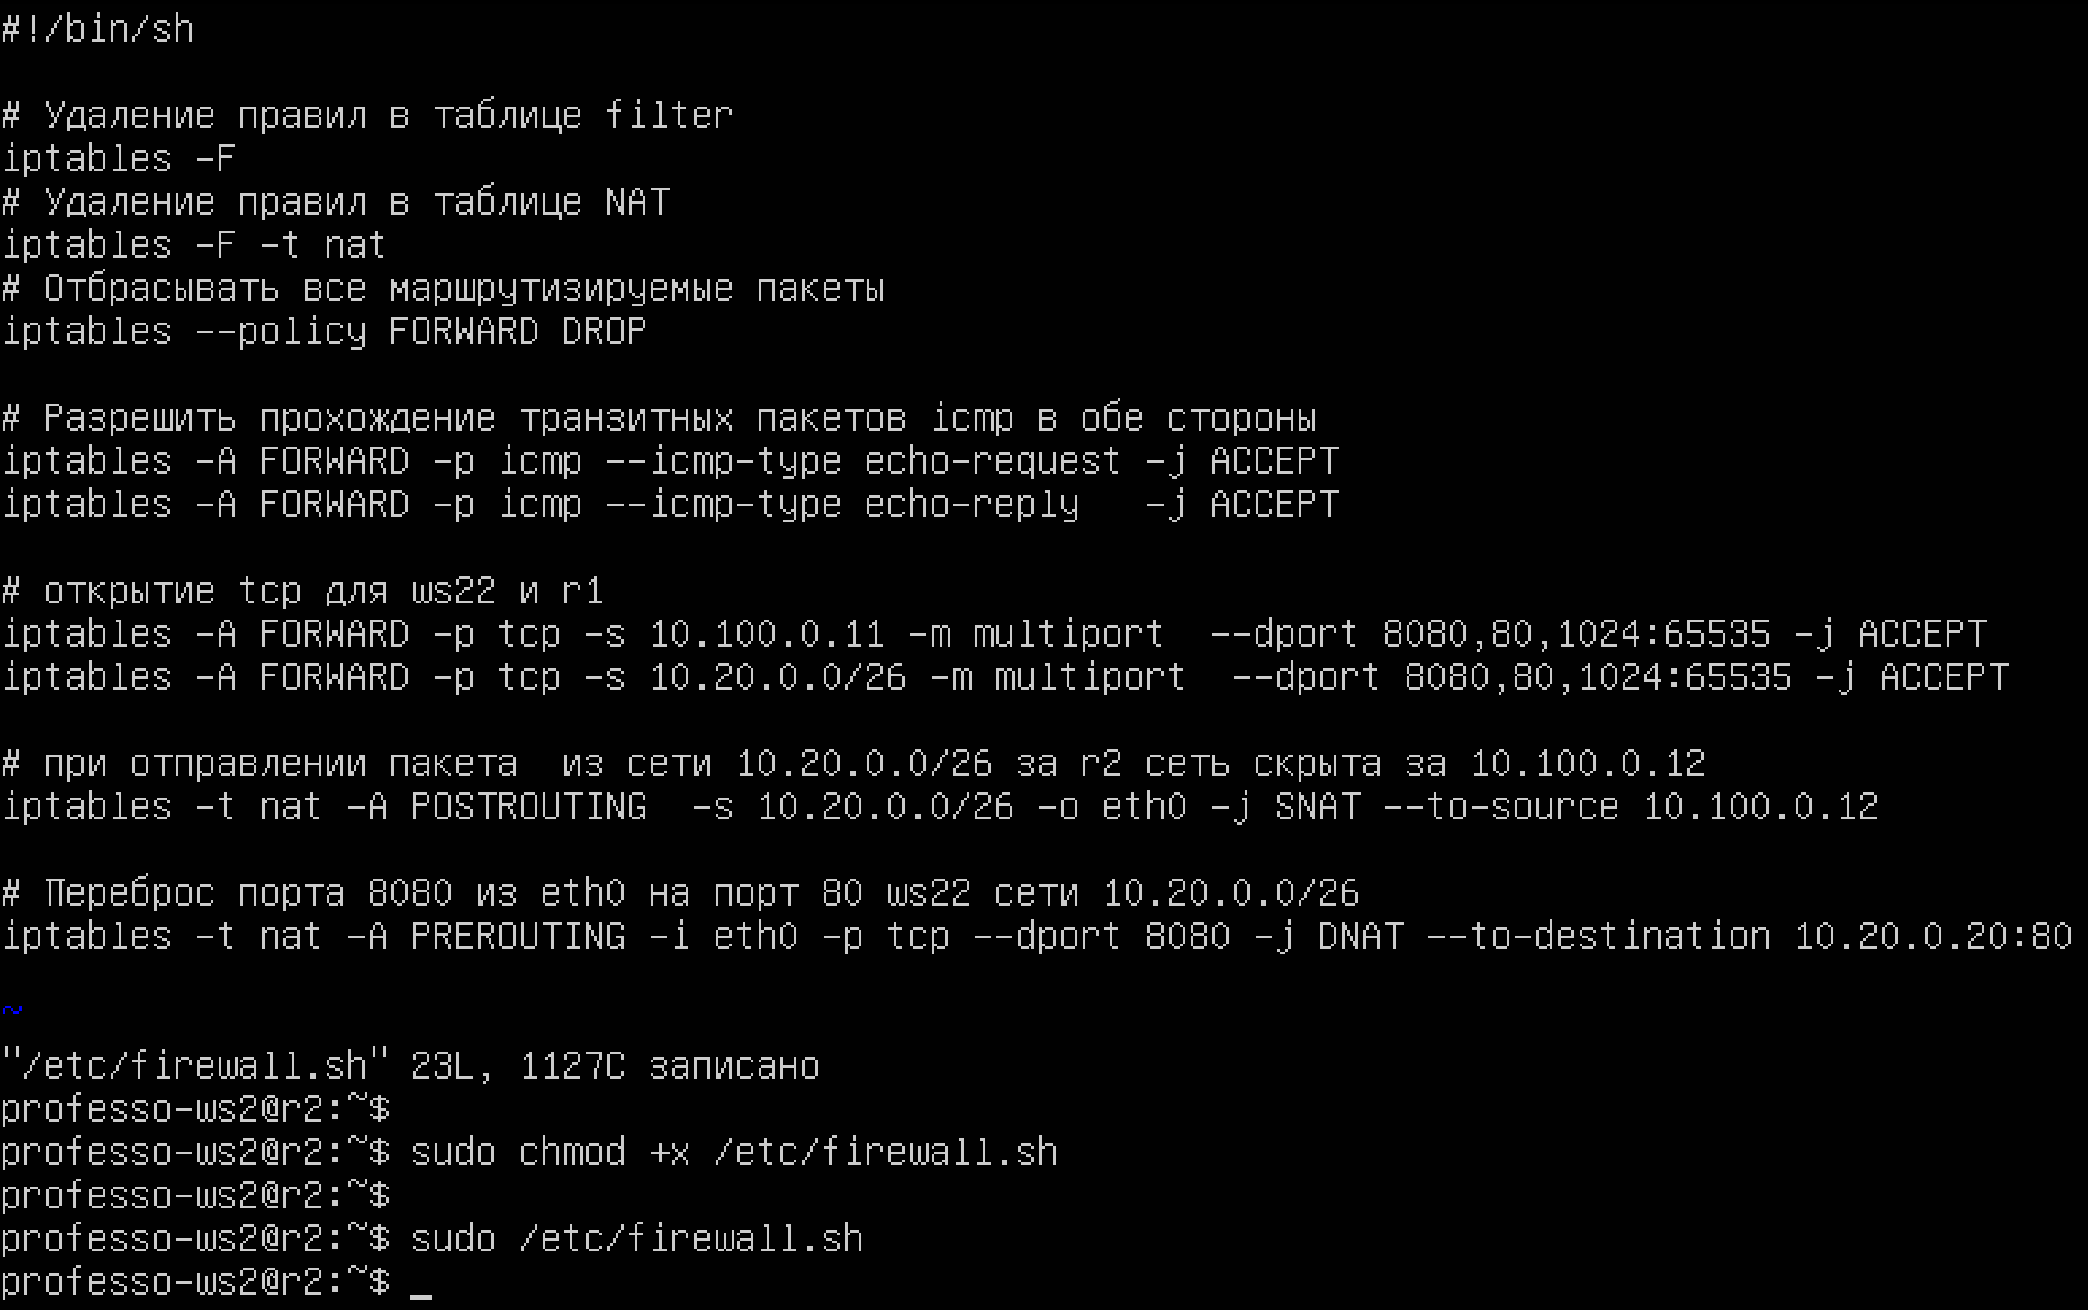 #!/bin/sh
# Удаление правил в таблице filter
iptables -F
# Удаление правил в таблице NAT
iptables -F -t nat
# Отбрасывать все маршрутизируемые пакеты
iptables --policy FORWARD DROP
# Разрешить прохождение транзитных пакетов icmp в обе стороны
iptables -A FORWARD -p icmp --icmp-type echo-request -j ACCEPT
iptables -A FORWARD -p icmp --icmp-type echo-reply   -j ACCEPT
# открытие tcp для ws22 и r1
iptables -A FORWARD -p tcp -s 10.100.0.11 -m multiport  --dport 8080,80,1024:65535 -j ACCEPT
iptables -A FORWARD -p tcp -s 10.20.0.0/26 -m multiport  --dport 8080,80,1024:65535 -j ACCEPT
# при отправлении пакета  из сети 10.20.0.0/26 за r2 сеть скрыта за 10.100.0.12
iptables -t nat -A POSTROUTING  -s 10.20.0.0/26 -o eth0 -j SNAT --to-source 10.100.0.12
# Переброс порта 8080 из eth0 на порт 80 ws22 сети 10.20.0.0/26
iptables -t nat -A PREROUTING -i eth0 -p tcp --dport 8080 -j DNAT --to-destination 10.20.0.20:80
~
"/etc/firewall.sh" 23L, 1127C записано
professo-ws2@r2:~$
professo-ws2@r2:~$ sudo chmod +x /etc/firewall.sh
professo-ws2@r2:~$
professo-ws2@r2:~$ sudo /etc/firewall.sh
professo-ws2@r2:~$ _